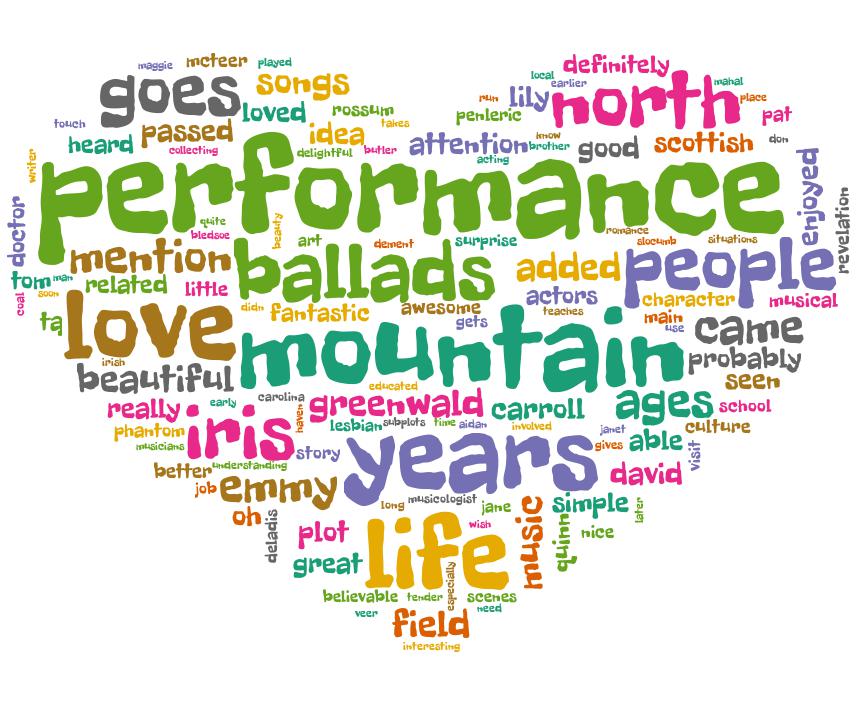 maggie mcteer played
goes songs definitely
local earlier
run lily north mahal place
touch loved rossum penleric pat
heard passed idea takes
collecting delightful butler attention acting brother know good scottish don
writer performance enjoyed
doctor quite bledsoe beauty art dement surprise romance slocumb situations revelation
mention ballads added people
tom man related little
coal soon actors character musical
ta love didn fantastic awesome gets teaches main use came
irish mountain probably
beautiful educated seen
really early carolina greenwald carroll ages school
phantom iris haven lesbian subplots time aidan involved janet culture
musicians story years gives able visit
better understanding david
job emmy long musicologist jane simple later
oh deladis plot wish music quinn nice
great life
believable tender especially scenes
veer need
field
interesting